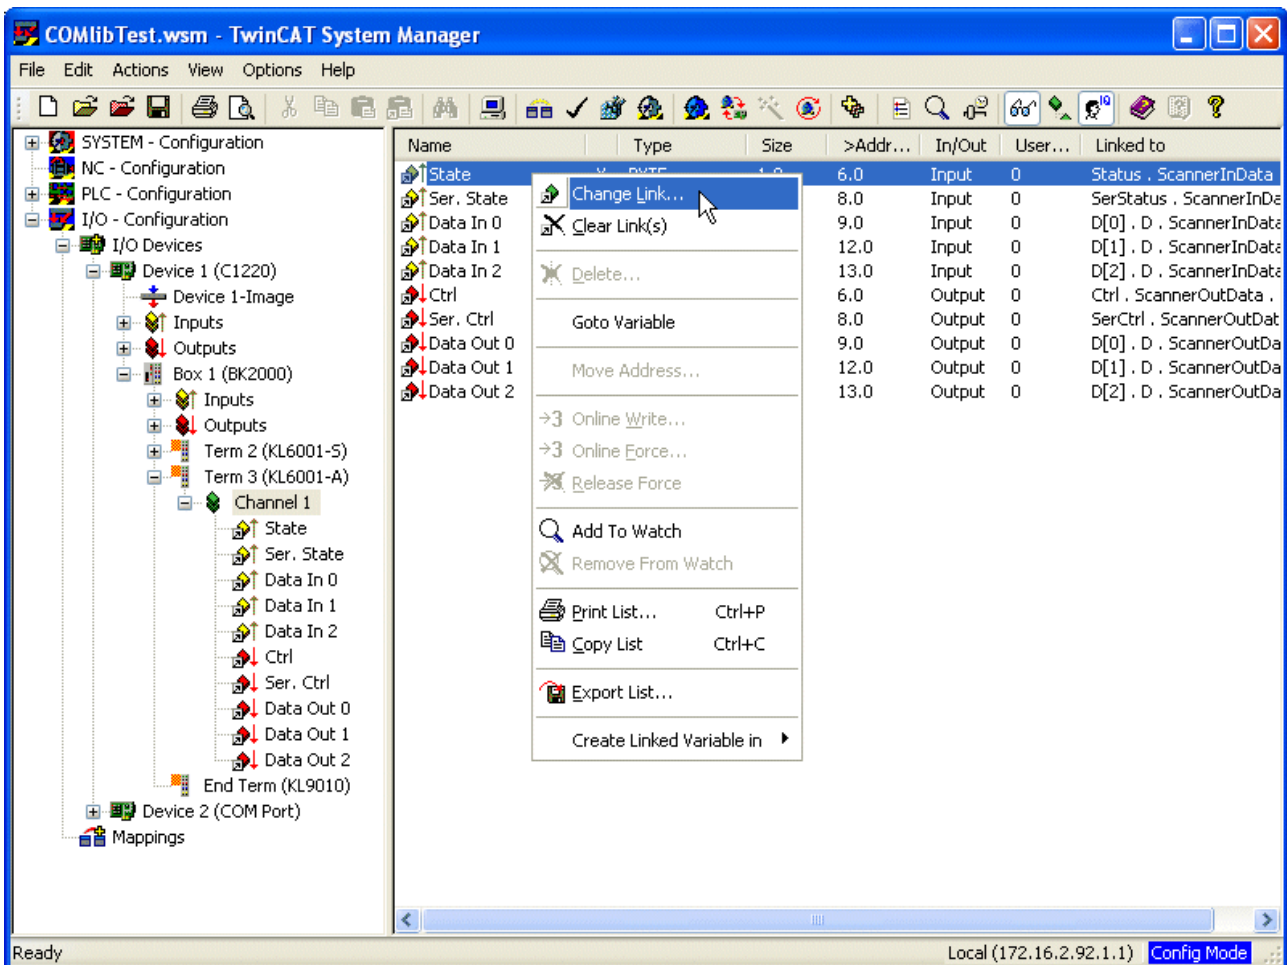 COMlibTest.wsm - TwinCAT System Manager
File Edit Actions View Options Help
SYSTEM - Configuration
NC - Configuration
PLC - Configuration
I/O - Configuration
I/O Devices
Device 1 (C1220)
Device 1-Image
Inputs
Outputs
Box 1 (BK2000)
Inputs
Outputs
Term 2 (KL6001-S)
Term 3 (KL6001-A)
Channel 1
State
Ser. State
Data In 0
Data In 1
Data In 2
Ctrl
Ser. Ctrl
Data Out 0
Data Out 1
Data Out 2
End Term (KL9010)
Device 2 (COM Port)
Mappings
Name Type Size >Addr... In/Out User... Linked to
State X BYTE 1.0 6.0 Input 0 Status . ScannerInData
Ser. State 8.0 Input 0 SerStatus . ScannerInDa
Data In 0 9.0 Input 0 D[0] . D . ScannerInData
Data In 1 12.0 Input 0 D[1] . D . ScannerInData
Data In 2 13.0 Input 0 D[2] . D . ScannerInData
Ctrl 6.0 Output 0 Ctrl . ScannerOutData .
Ser. Ctrl 8.0 Output 0 SerCtrl . ScannerOutDat
Data Out 0 9.0 Output 0 D[0] . D . ScannerOutDa
Data Out 1 12.0 Output 0 D[1] . D . ScannerOutDa
Data Out 2 13.0 Output 0 D[2] . D . ScannerOutDa
Change Link...
Clear Link(s)
Delete...
Goto Variable
Move Address...
→3 Online Write...
→3 Online Force...
Release Force
Add To Watch
Remove From Watch
Print List... Ctrl+P
Copy List Ctrl+C
Export List...
Create Linked Variable in
Ready Local (172.16.2.92.1.1) Config Mode